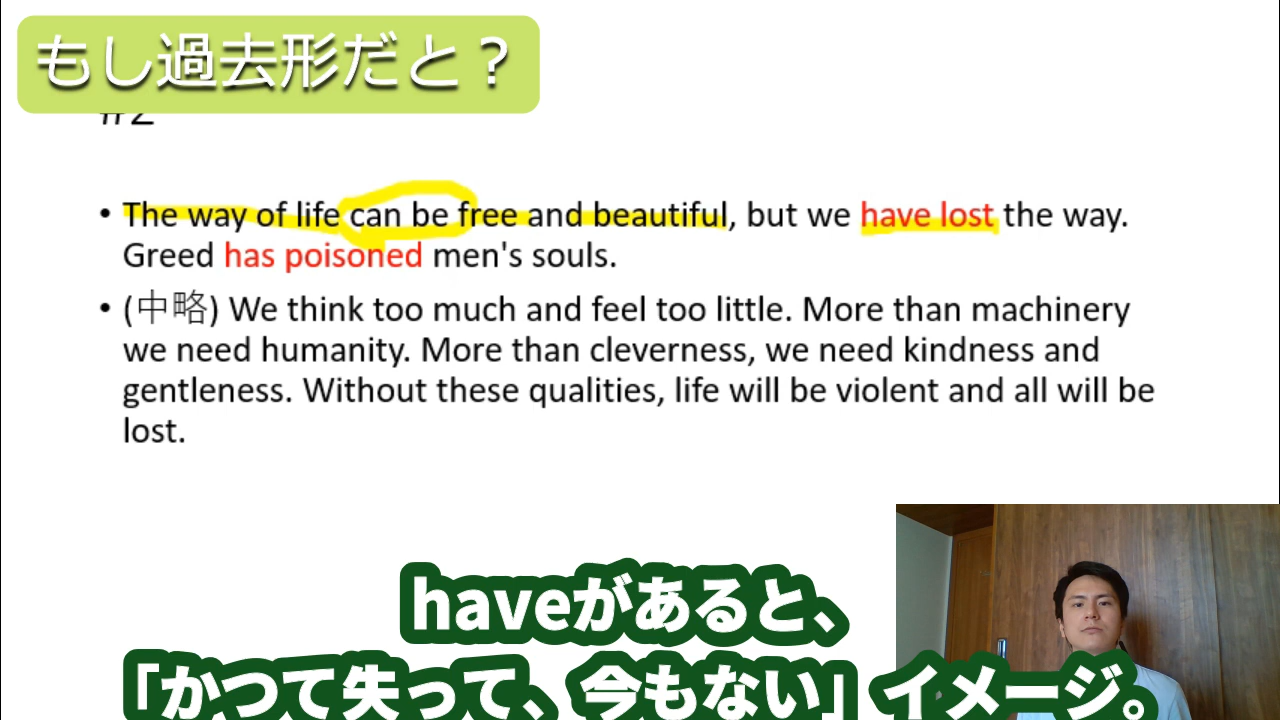 もし過去形だと？
#2
• The way of life can be free and beautiful, but we have lost the way.
Greed has poisoned men's souls.
• (中略) We think too much and feel too little. More than machinery
we need humanity. More than cleverness, we need kindness and
gentleness. Without these qualities, life will be violent and all will be
lost.
haveがあると、
「かつて失って、今もない」イメージ。